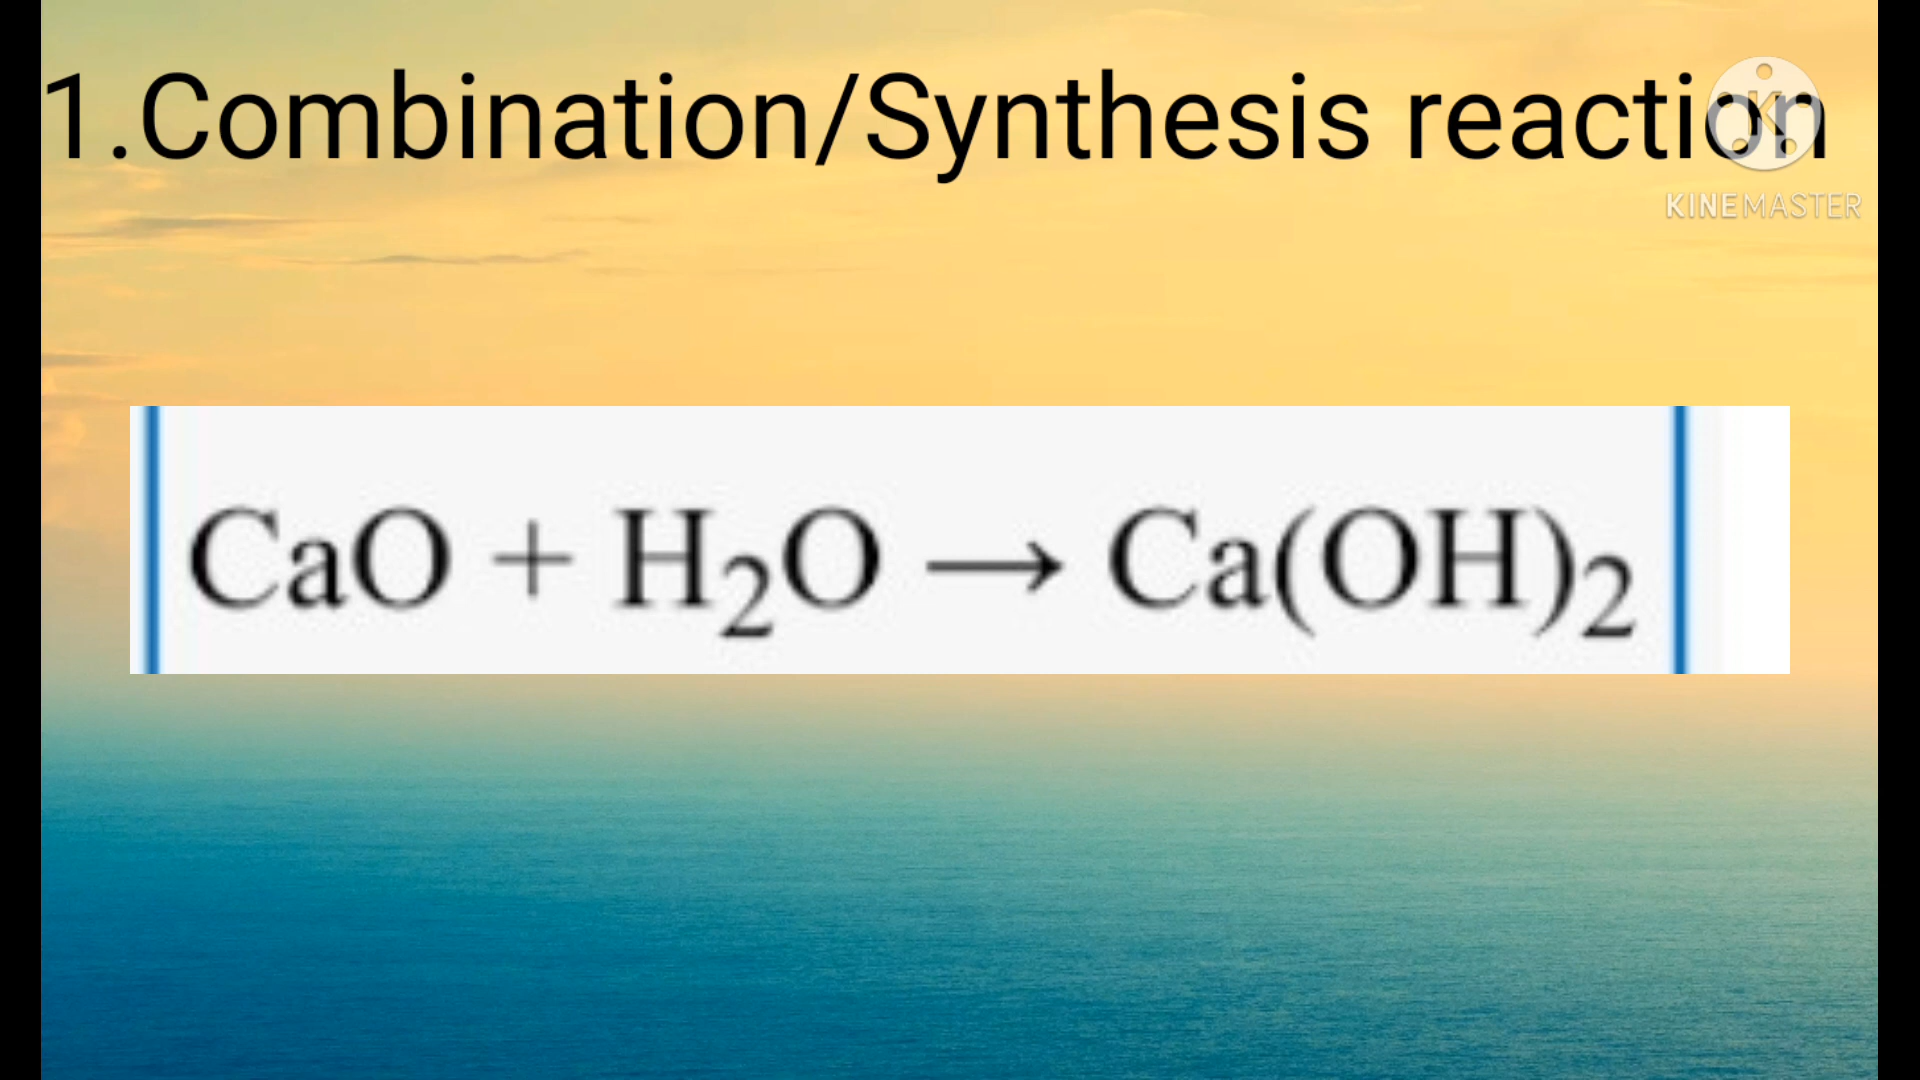 1.Combination/Synthesis reaction
KINEMASTER
CaO + H₂O → Ca(OH)₂